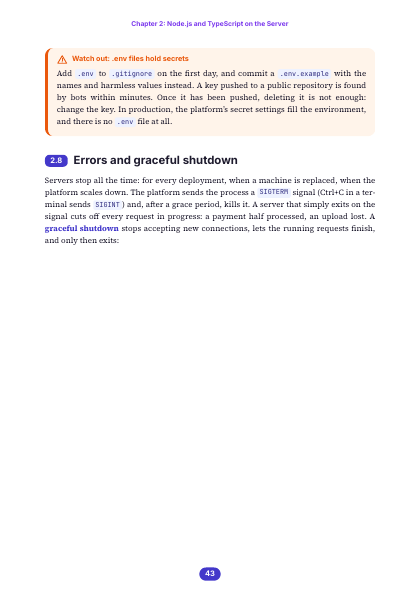 Chapter 2: Node.js and TypeScript on the Server
Watch out: .env files hold secrets
Add .env to .gitignore on the first day, and commit a .env.example with the
names and harmless values instead. A key pushed to a public repository is found
by bots within minutes. Once it has been pushed, deleting it is not enough:
change the key. In production, the platform's secret settings fill the environment,
and there is no .env file at all.
2.8 Errors and graceful shutdown
Servers stop all the time: for every deployment, when a machine is replaced, when the
platform scales down. The platform sends the process a SIGTERM signal (Ctrl+C in a ter-
minal sends SIGINT) and, after a grace period, kills it. A server that simply exits on the
signal cuts off every request in progress: a payment half processed, an upload lost. A
graceful shutdown stops accepting new connections, lets the running requests finish,
and only then exits:
43